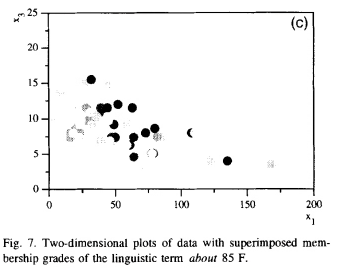 x3
25
(c)
20
15
10
5
0
0 50 100 150 200
x1
Fig. 7. Two-dimensional plots of data with superimposed mem-
bership grades of the linguistic term about 85 F.